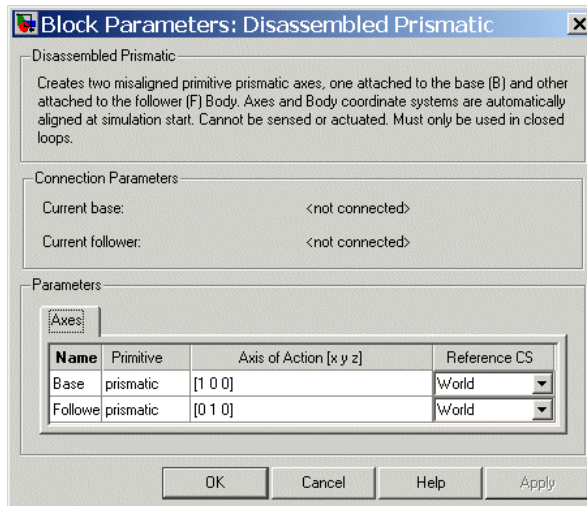 Block Parameters: Disassembled Prismatic
Disassembled Prismatic
Creates two misaligned primitive prismatic axes, one attached to the base (B) and other
attached to the follower (F) Body. Axes and Body coordinate systems are automatically
aligned at simulation start. Cannot be sensed or actuated. Must only be used in closed
loops.
Connection Parameters
Current base: <not connected>
Current follower: <not connected>
Parameters
Axes
Name Primitive Axis of Action [x y z] Reference CS
Base prismatic [1 0 0] World
Followe prismatic [0 1 0] World
OK Cancel Help Apply